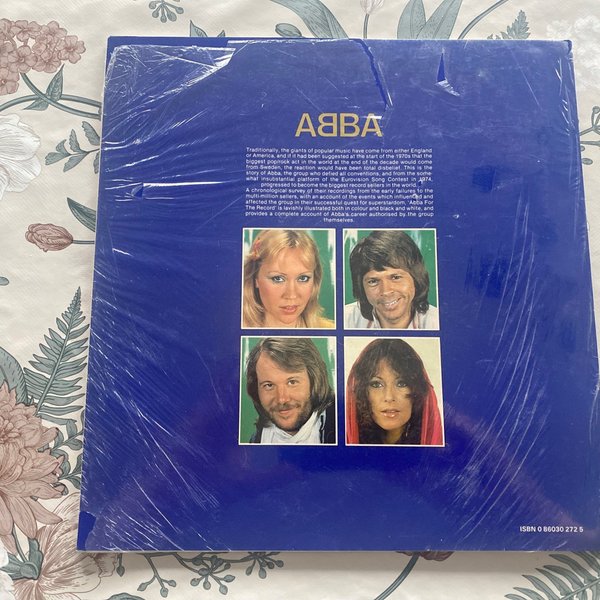 ABBA
Traditionally, the giants of popular music have come from either England
or America, and if it had been suggested at the start of the 1970s that the
biggest pop/rock act in the world at the end of the decade would come
from Sweden, the reaction would have been total disbelief. This is the
story of Abba, the group who defied all conventions, and from the some-
what insubstantial platform of the Eurovision Song Contest in 1974,
progressed to become the biggest record sellers in the world.
A chronological survey of their recordings from the early failures to the
multi-million sellers, with an account of the events which influenced and
affected the group in their successful quest for superstardom, 'Abba For
The Record' is lavishly illustrated both in colour and black and white, and
provides a complete account of Abba's career authorised by the group
themselves.
ISBN 0 86030 272 5